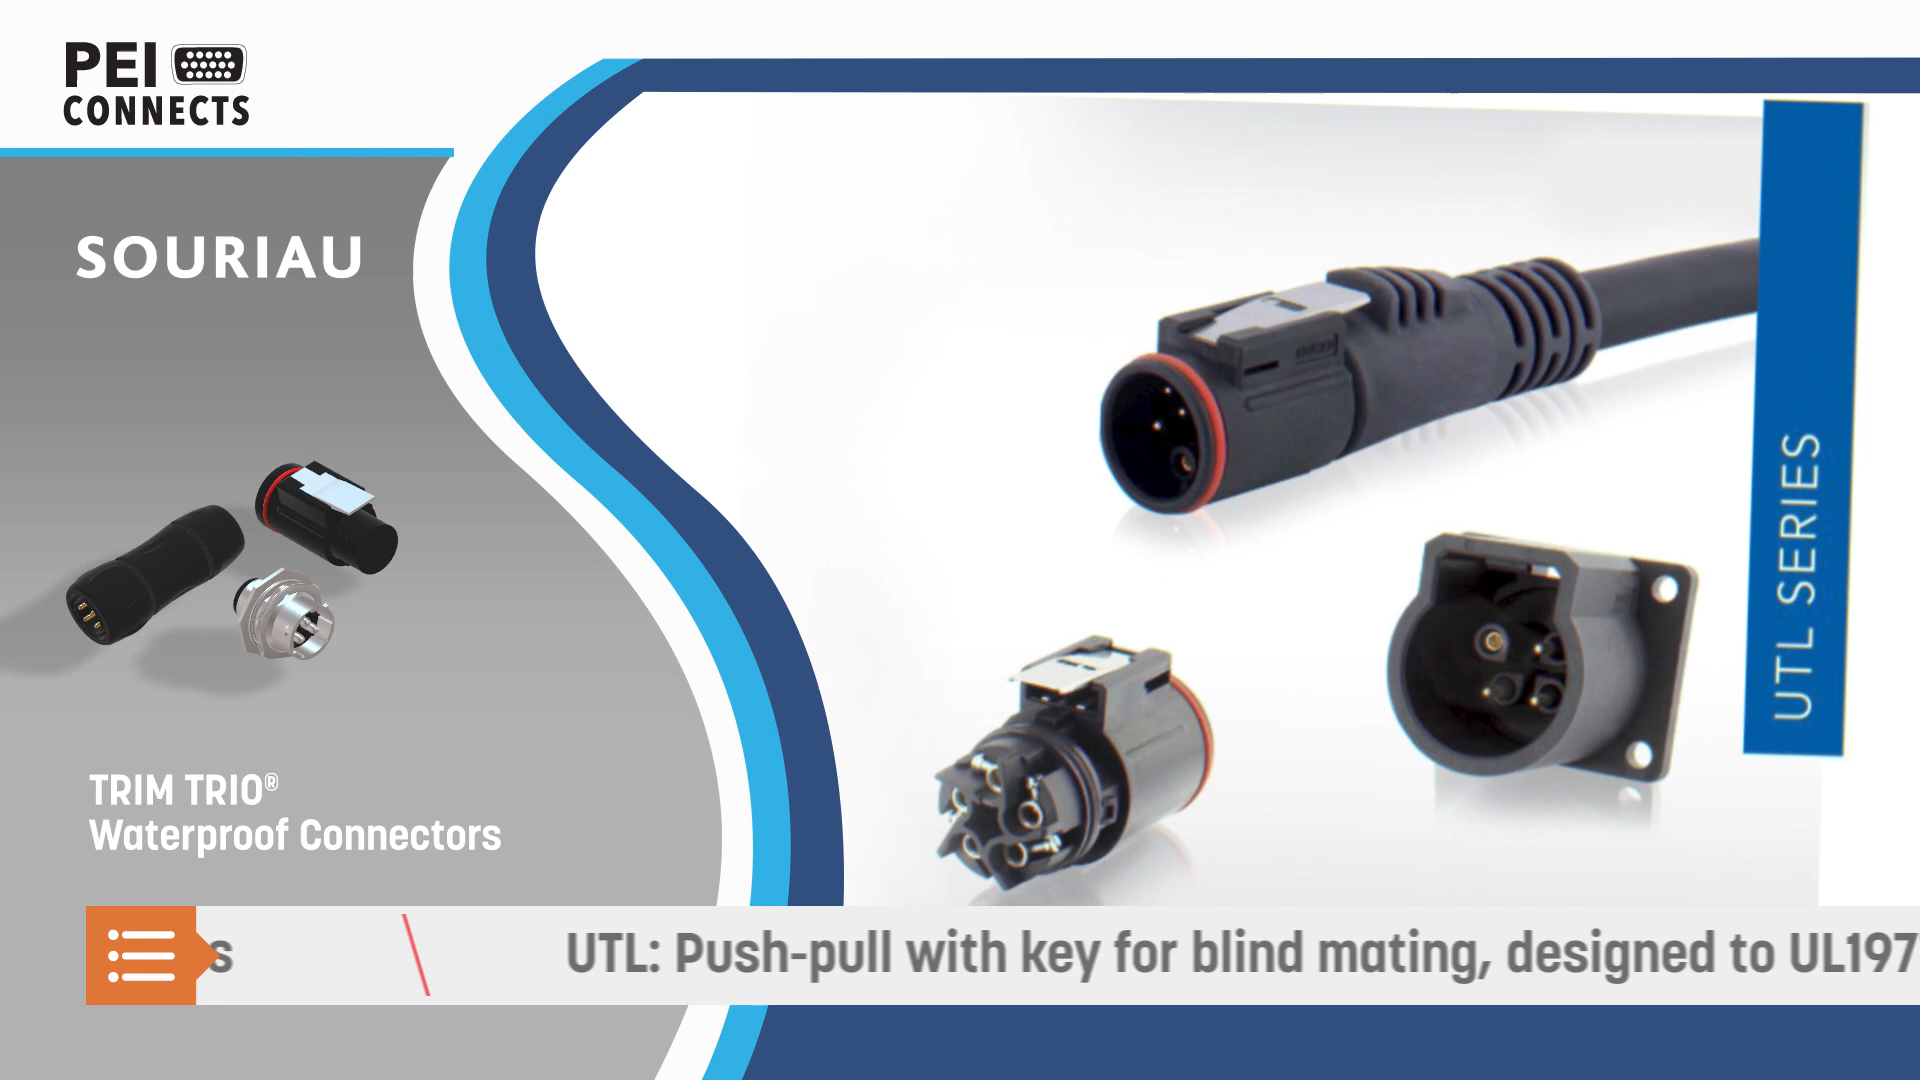 PEI
CONNECTS
SOURIAU
UTL SERIES
TRIM TRIO®
Waterproof Connectors
s
UTL: Push-pull with key for blind mating, designed to UL197